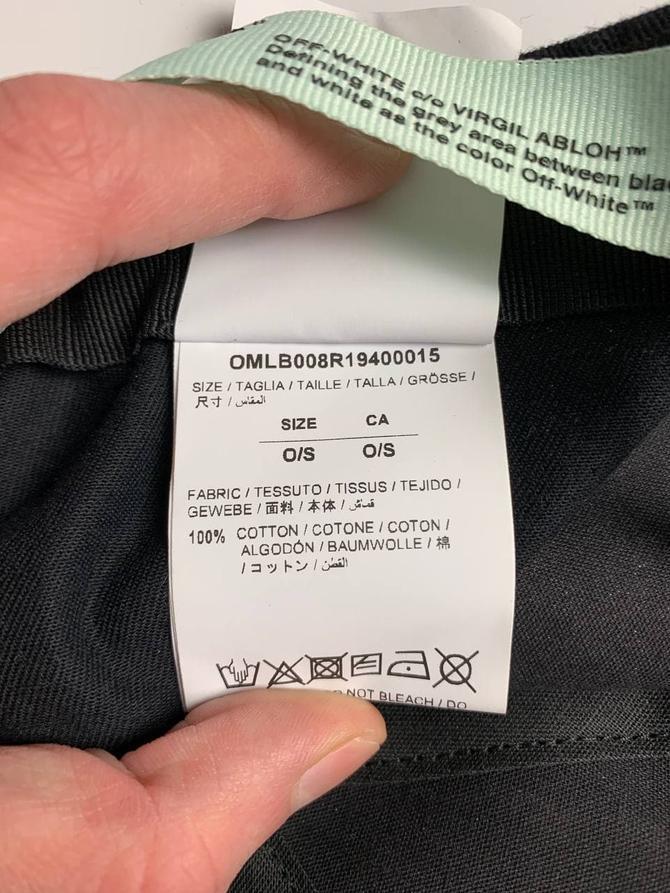 OFF-WHITE c/o VIRGIL ABLOH™
Defining the grey area between
and white as the color Off-White™
OMLB008R19400015
SIZE / TAGLIA / TAILLE / TALLA / GRÖSSE /
尺寸 / المقاس
SIZE CA
O/S O/S
FABRIC / TESSUTO / TISSUS / TEJIDO /
GEWEBE / 面料 / 本体 / قماش
100% COTTON / COTONE / COTON /
ALGODÓN / BAUMWOLLE / 棉
/ コットン / القطن
NOT BLEACH / DO